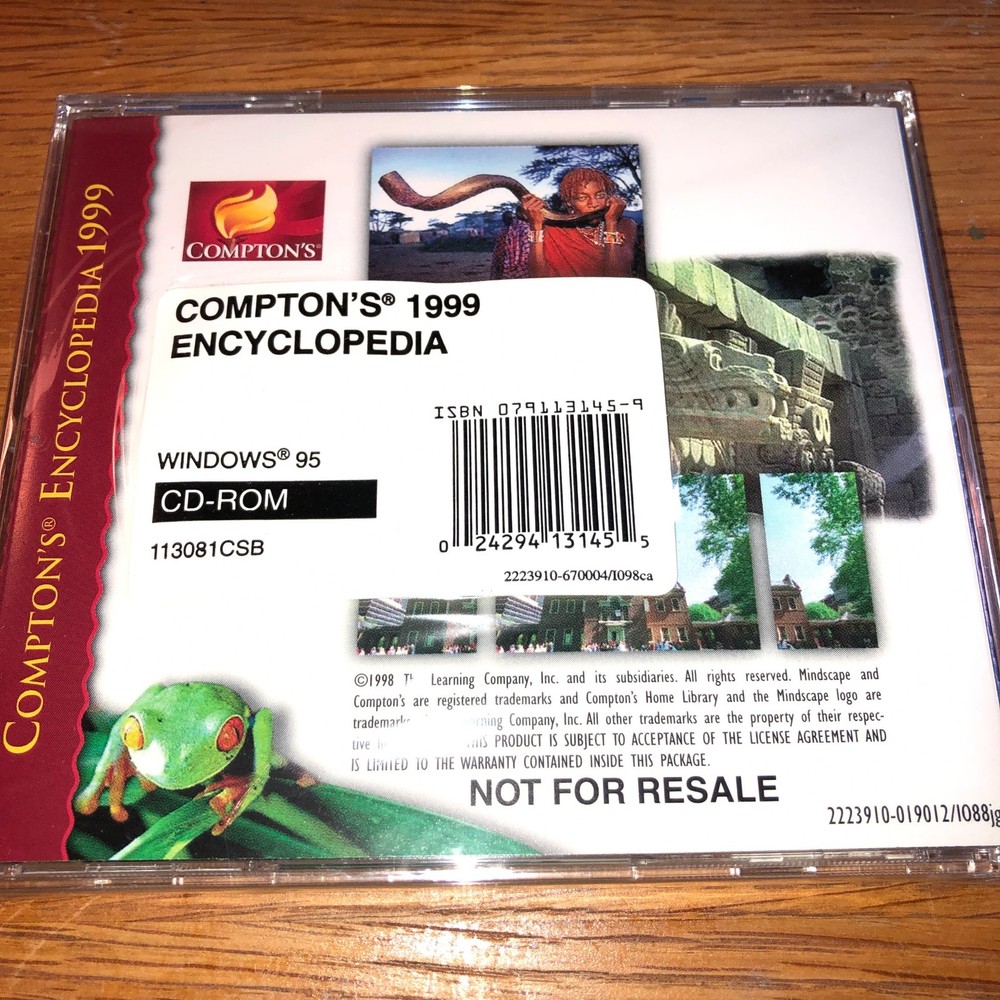 COMPTON'S® ENCYCLOPEDIA 1999
COMPTON'S®
COMPTON'S® 1999
ENCYCLOPEDIA
ISBN 079113145-9
WINDOWS® 95
CD-ROM
113081CSB
0 24294 13145 5
2223910-670004/I098ca
©1998 Learning Company, Inc. and its subsidiaries. All rights reserved. Mindscape and
Compton's are registered trademarks and Compton's Home Library and the Mindscape logo are
Company, Inc. All other trademarks are the property of their respec-
PRODUCT IS SUBJECT TO ACCEPTANCE OF THE LICENSE AGREEMENT AND
IS LIMITED TO THE WARRANTY CONTAINED INSIDE THIS PACKAGE.
NOT FOR RESALE
2223910-019012/I088jg